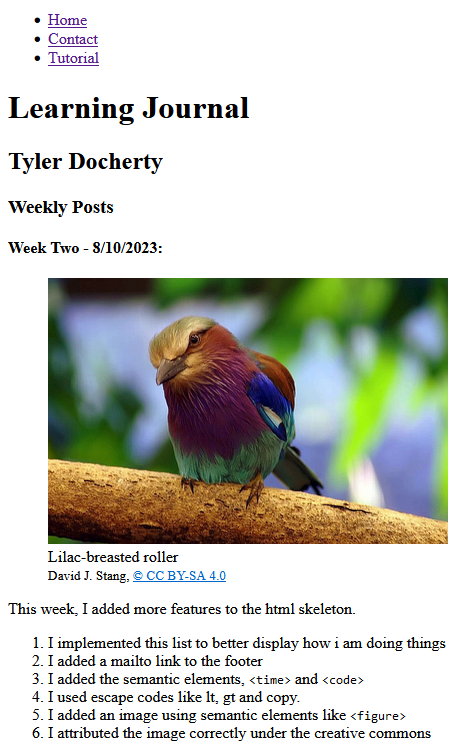 Home
Contact
Tutorial
Learning Journal
Tyler Docherty
Weekly Posts
Week Two - 8/10/2023:
Lilac-breasted roller
David J. Stang, © CC BY-SA 4.0
This week, I added more features to the html skeleton.
1. I implemented this list to better display how i am doing things
2. I added a mailto link to the footer
3. I added the semantic elements, <time> and <code>
4. I used escape codes like lt, gt and copy.
5. I added an image using semantic elements like <figure>
6. I attributed the image correctly under the creative commons